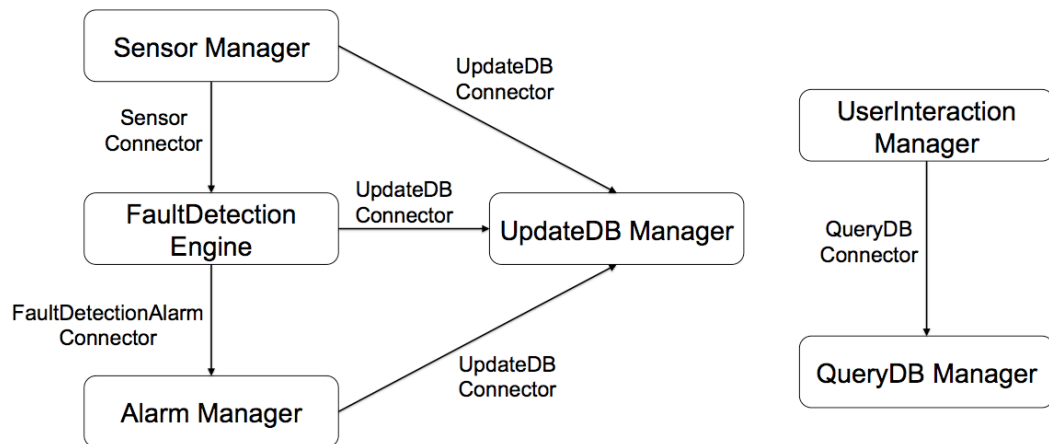 Sensor Manager
UpdateDB
Connector
Sensor
Connector
UserInteraction
Manager
FaultDetection
Engine
UpdateDB
Connector
UpdateDB Manager
QueryDB
Connector
FaultDetectionAlarm
Connector
UpdateDB
Connector
Alarm Manager
QueryDB Manager